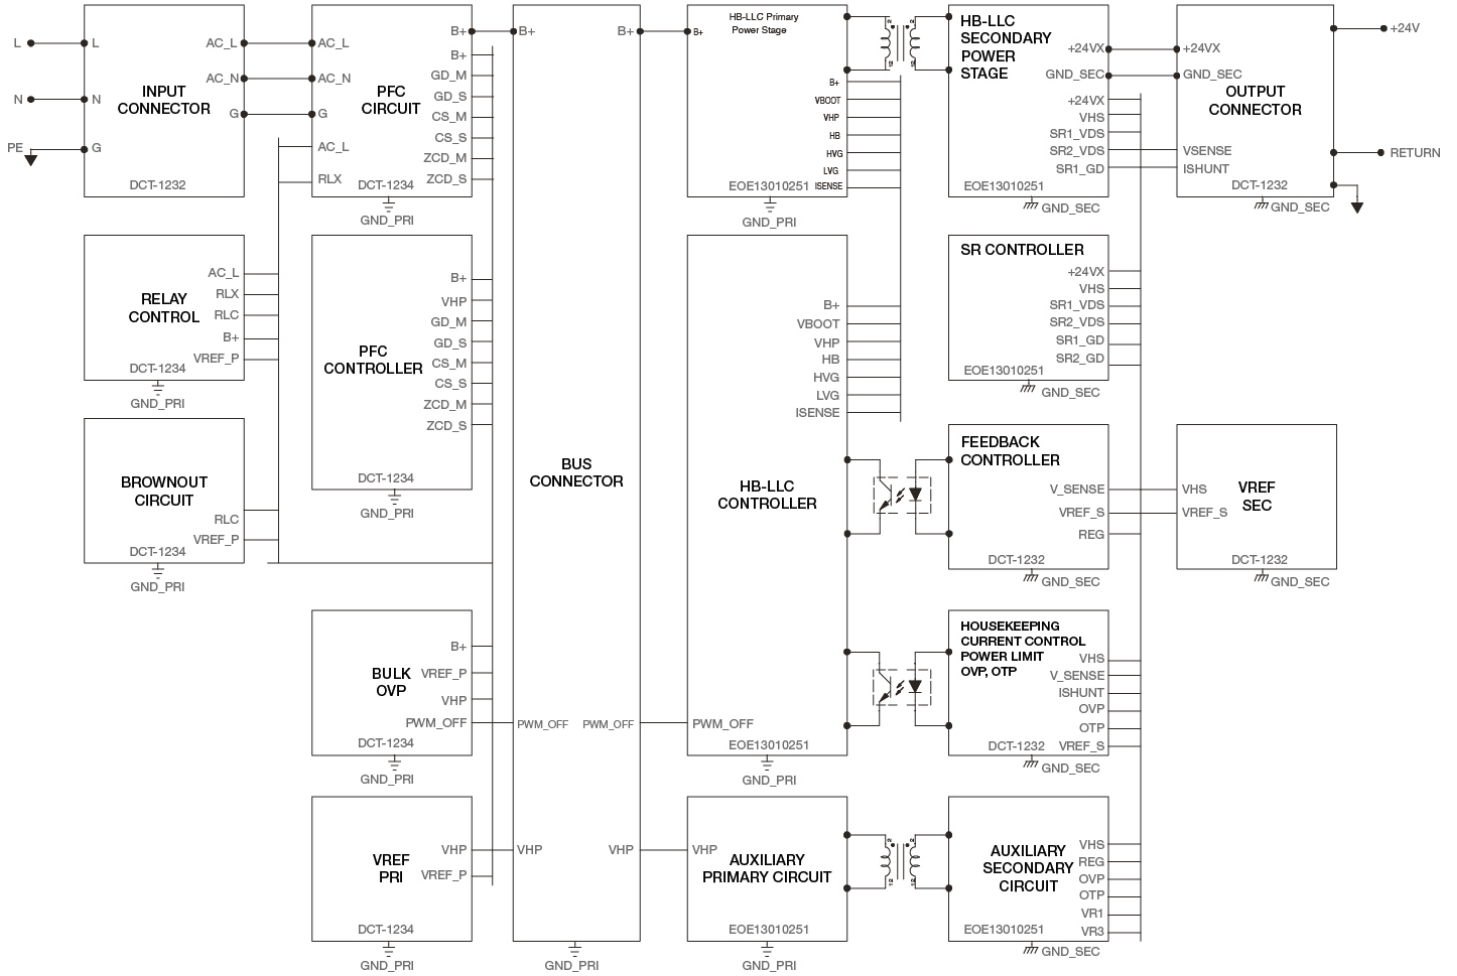 L
N
PE
L
N
G
INPUT
CONNECTOR
AC_L
AC_N
G
DCT-1232
AC_L
AC_N
G
AC_L
RLX
PFC
CIRCUIT
B+
B+
GD_M
GD_S
CS_M
CS_S
ZCD_M
ZCD_S
DCT-1234
GND_PRI
B+
B+
B+
HB-LLC Primary
Power Stage
B+
VBOOT
VHP
HB
HVG
LVG
ISENSE
EOE13010251
GND_PRI
HB-LLC
SECONDARY
POWER
STAGE
+24VX
GND_SEC
+24VX
VHS
SR1_VDS
SR2_VDS
SR1_GD
EOE13010251
GND_SEC
+24VX
GND_SEC
OUTPUT
CONNECTOR
VSENSE
ISHUNT
DCT-1232
GND_SEC
+24V
RETURN
RELAY
CONTROL
AC_L
RLX
RLC
B+
VREF_P
DCT-1234
GND_PRI
PFC
CONTROLLER
B+
VHP
GD_M
GD_S
CS_M
CS_S
ZCD_M
ZCD_S
DCT-1234
GND_PRI
BROWNOUT
CIRCUIT
RLC
VREF_P
DCT-1234
GND_PRI
BUS
CONNECTOR
HB-LLC
CONTROLLER
B+
VBOOT
VHP
HB
HVG
LVG
ISENSE
SR CONTROLLER
+24VX
VHS
SR1_VDS
SR2_VDS
SR1_GD
SR2_GD
EOE13010251
GND_SEC
FEEDBACK
CONTROLLER
V_SENSE
VREF_S
REG
DCT-1232
GND_SEC
VHS
VREF_S
VREF
SEC
DCT-1232
GND_SEC
BULK
OVP
B+
VREF_P
VHP
PWM_OFF
DCT-1234
GND_PRI
PWM_OFF
PWM_OFF
PWM_OFF
EOE13010251
GND_PRI
HOUSEKEEPING
CURRENT CONTROL
POWER LIMIT
OVP, OTP
VHS
V_SENSE
ISHUNT
OVP
OTP
VREF_S
DCT-1232
GND_SEC
VREF
PRI
VHP
VREF_P
DCT-1234
GND_PRI
VHP
VHP
GND_PRI
VHP
AUXILIARY
PRIMARY CIRCUIT
EOE13010251
GND_PRI
AUXILIARY
SECONDARY
CIRCUIT
VHS
REG
OVP
OTP
VR1
VR3
EOE13010251
GND_SEC